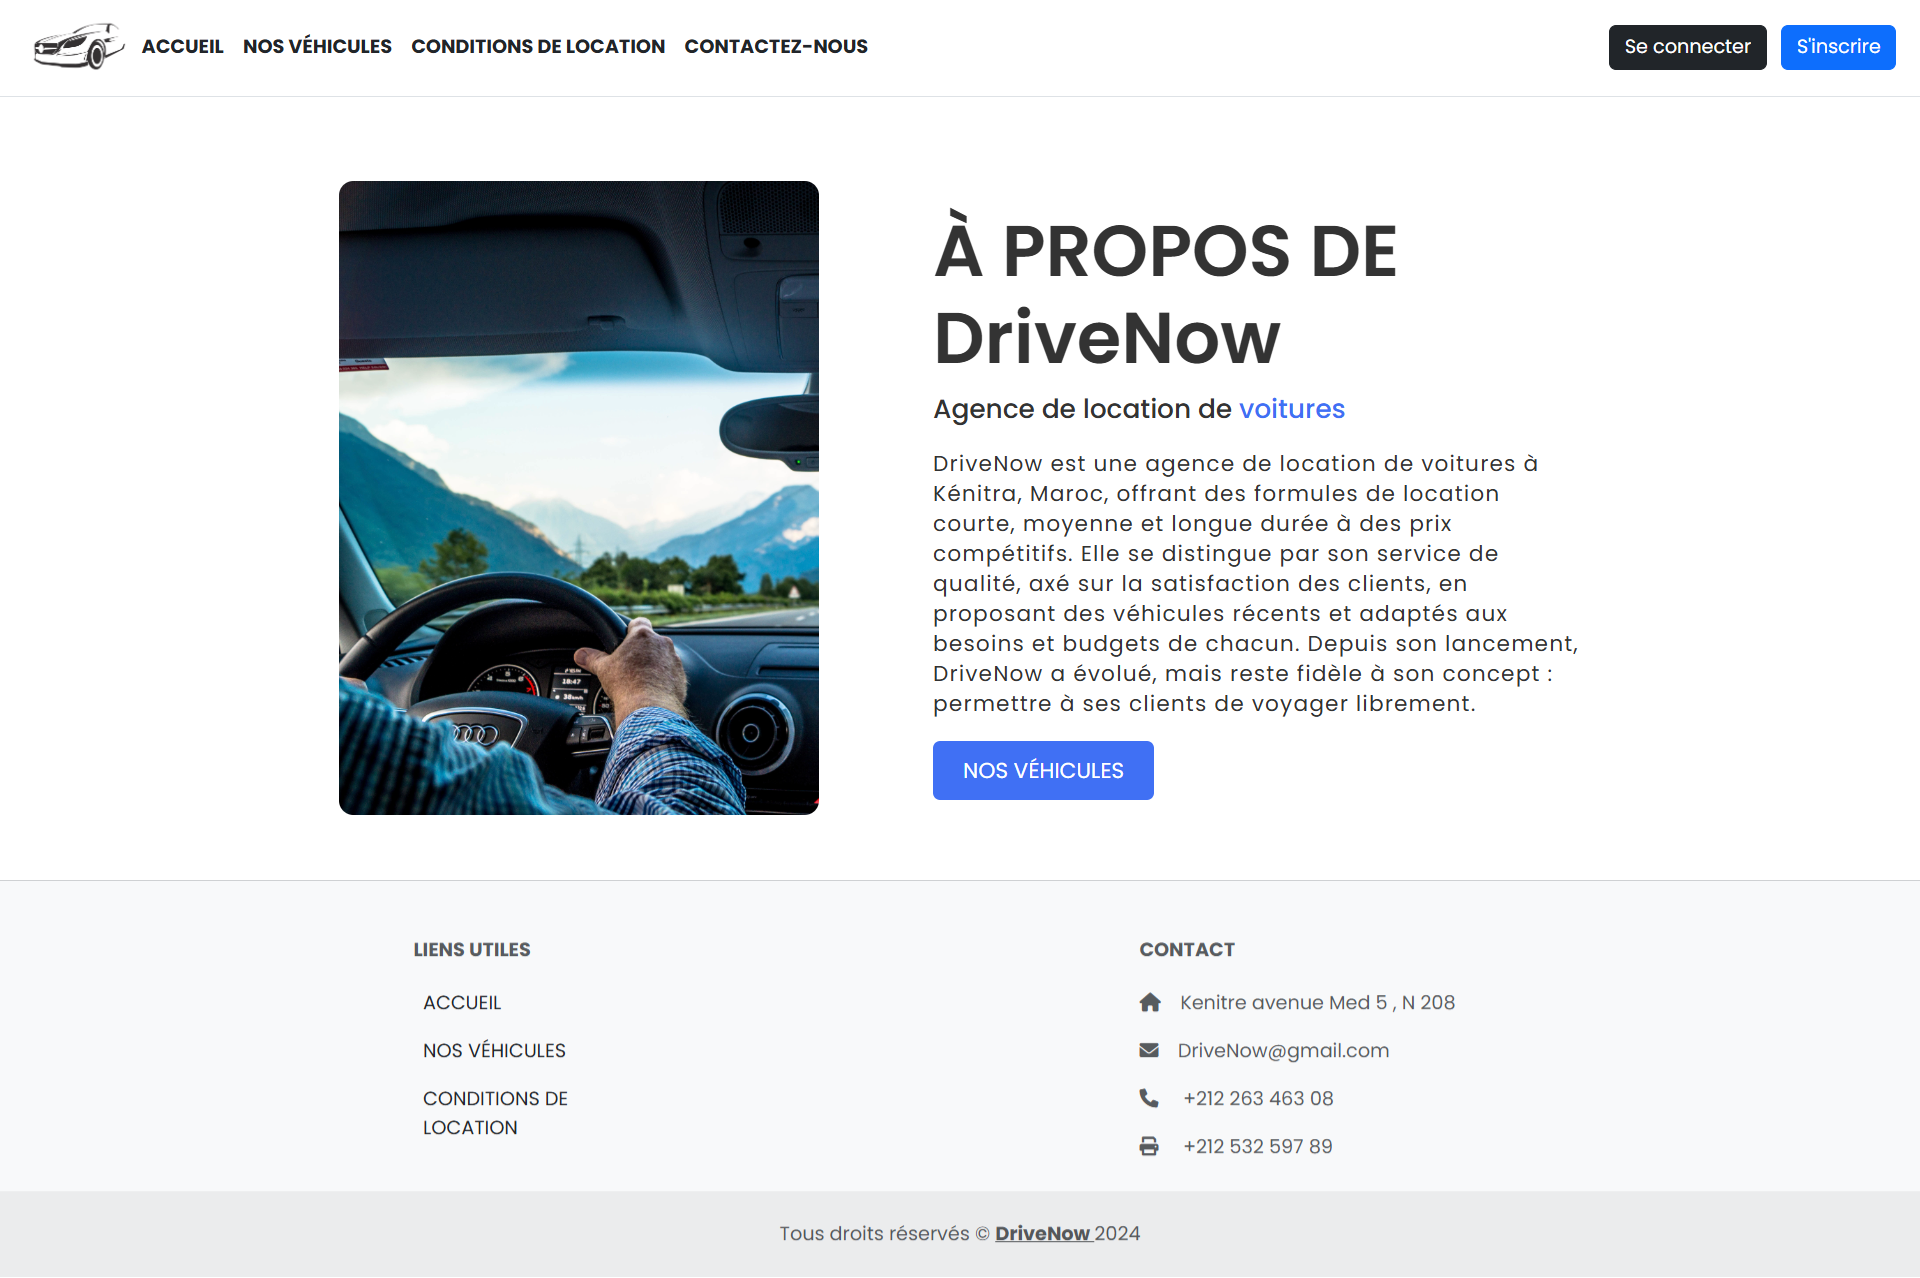 ACCUEIL NOS VÉHICULES CONDITIONS DE LOCATION CONTACTEZ-NOUS Se connecter S'inscrire
À PROPOS DE
DriveNow
Agence de location de voitures
DriveNow est une agence de location de voitures à
Kénitra, Maroc, offrant des formules de location
courte, moyenne et longue durée à des prix
compétitifs. Elle se distingue par son service de
qualité, axé sur la satisfaction des clients, en
proposant des véhicules récents et adaptés aux
besoins et budgets de chacun. Depuis son lancement,
DriveNow a évolué, mais reste fidèle à son concept :
permettre à ses clients de voyager librement.
NOS VÉHICULES
LIENS UTILES
ACCUEIL
NOS VÉHICULES
CONDITIONS DE
LOCATION
CONTACT
Kenitre avenue Med 5 , N 208
DriveNow@gmail.com
+212 263 463 08
+212 532 597 89
Tous droits réservés © DriveNow 2024